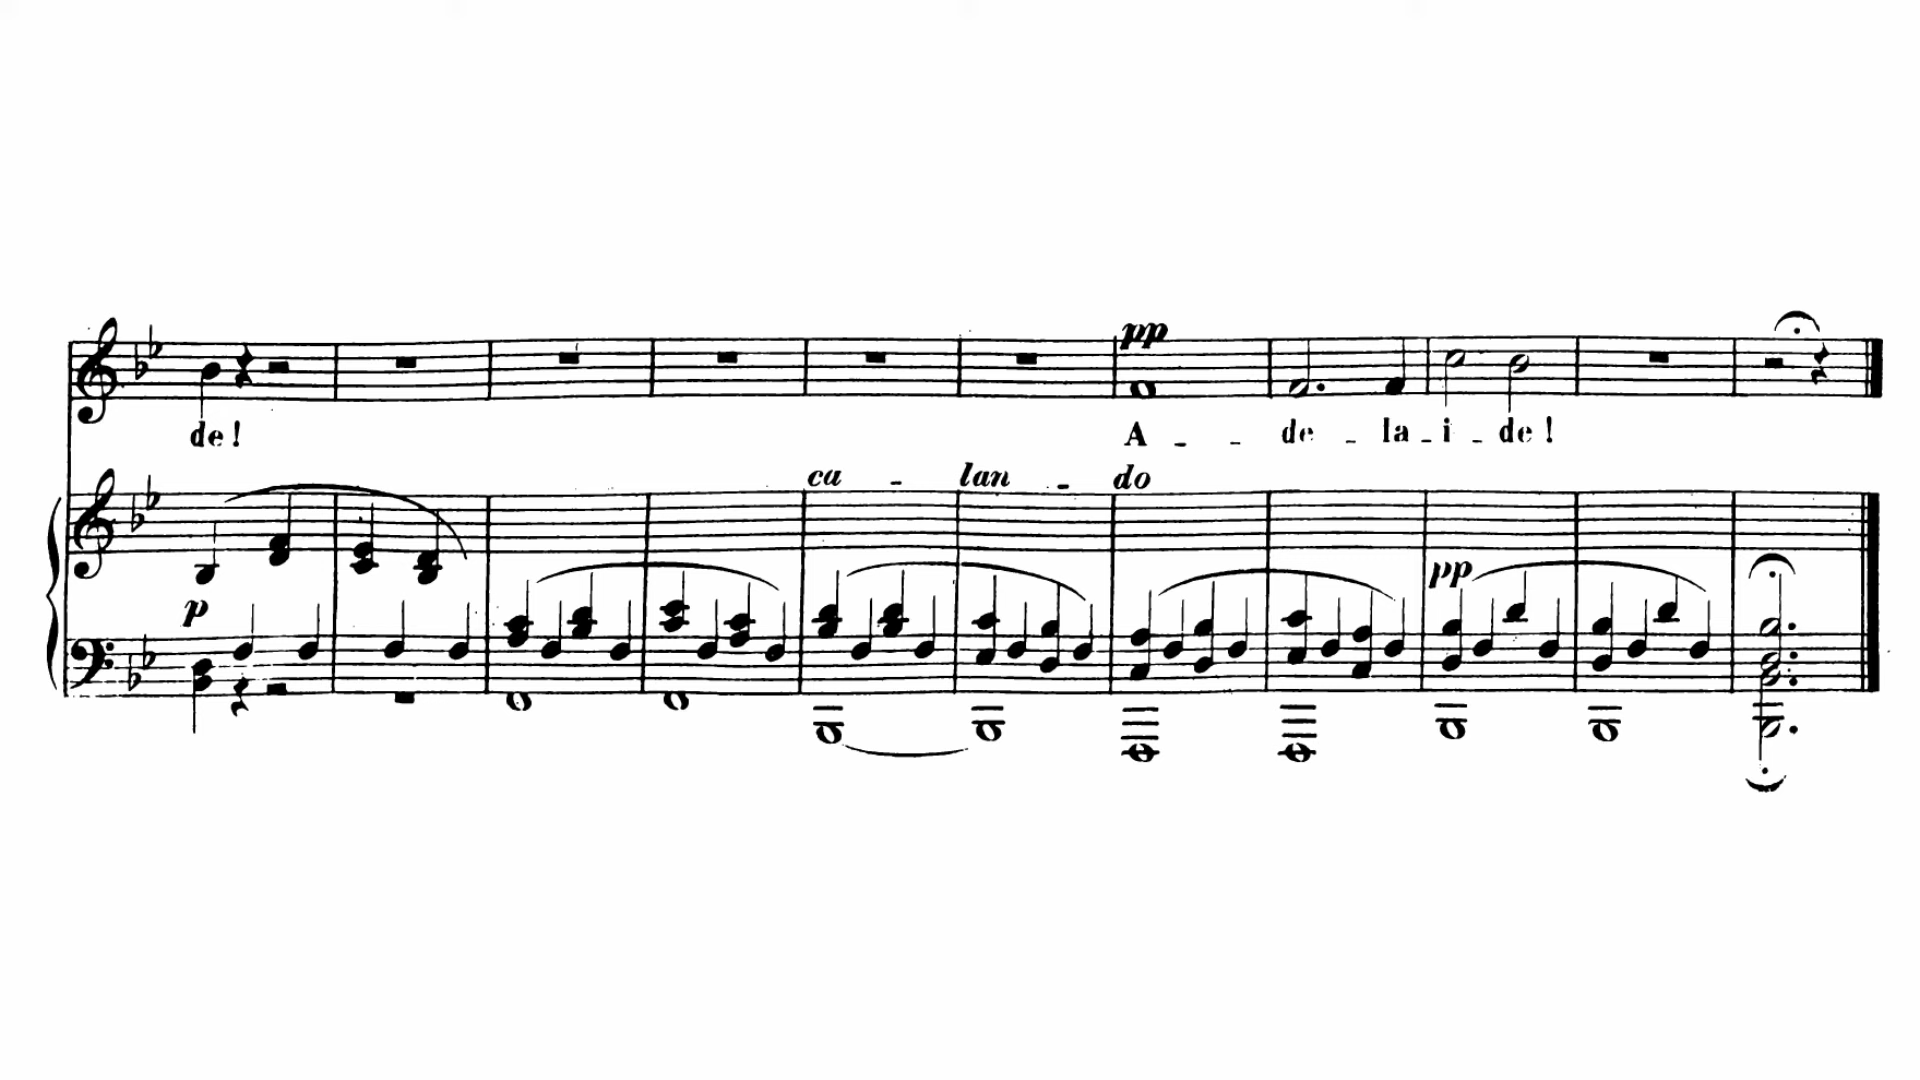 pp
de! A - - de - la - i - de!
ca - lan - do
p pp